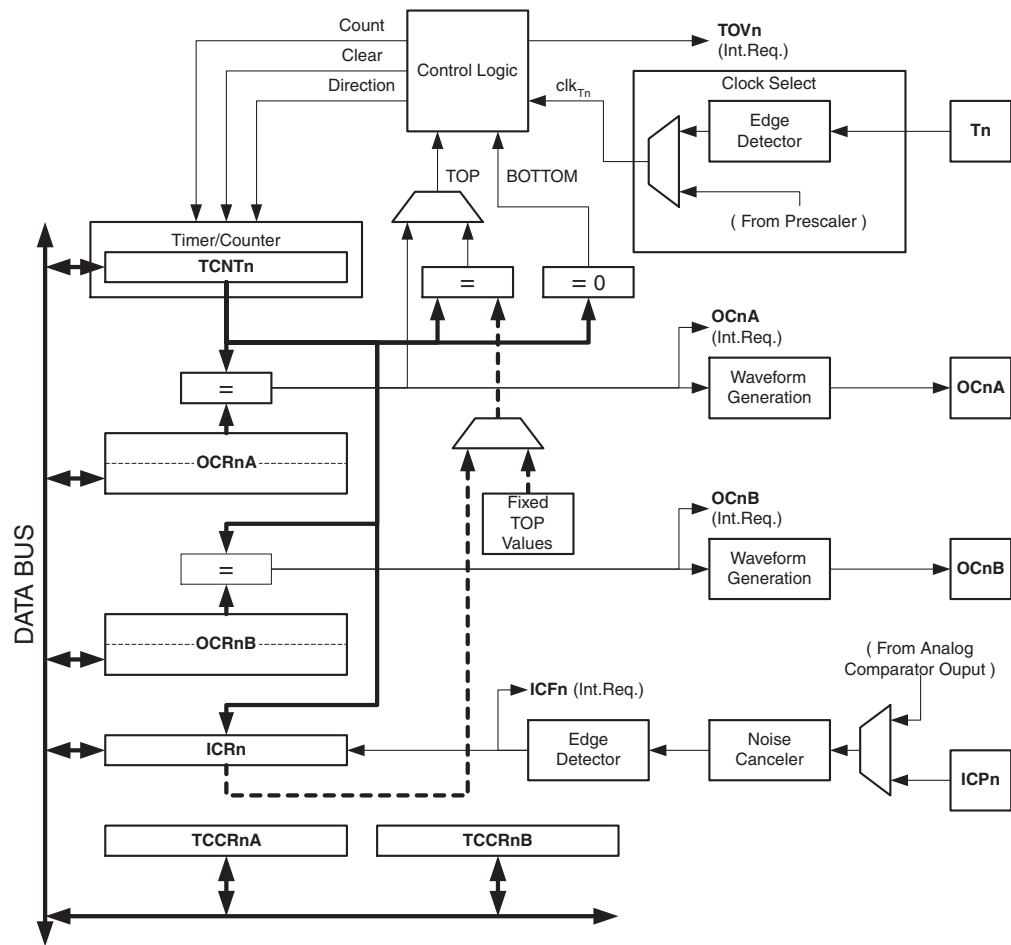 Count
Clear
Direction
Control Logic
TOVn
(Int.Req.)
clkTn
Clock Select
Edge
Detector
Tn
( From Prescaler )
TOP
BOTTOM
Timer/Counter
TCNTn
=
= 0
=
OCnA
(Int.Req.)
Waveform
Generation
OCnA
OCRnA
Fixed
TOP
Values
OCnB
(Int.Req.)
=
Waveform
Generation
OCnB
OCRnB
DATA BUS
( From Analog
Comparator Ouput )
ICFn (Int.Req.)
ICRn
Edge
Detector
Noise
Canceler
ICPn
TCCRnA
TCCRnB